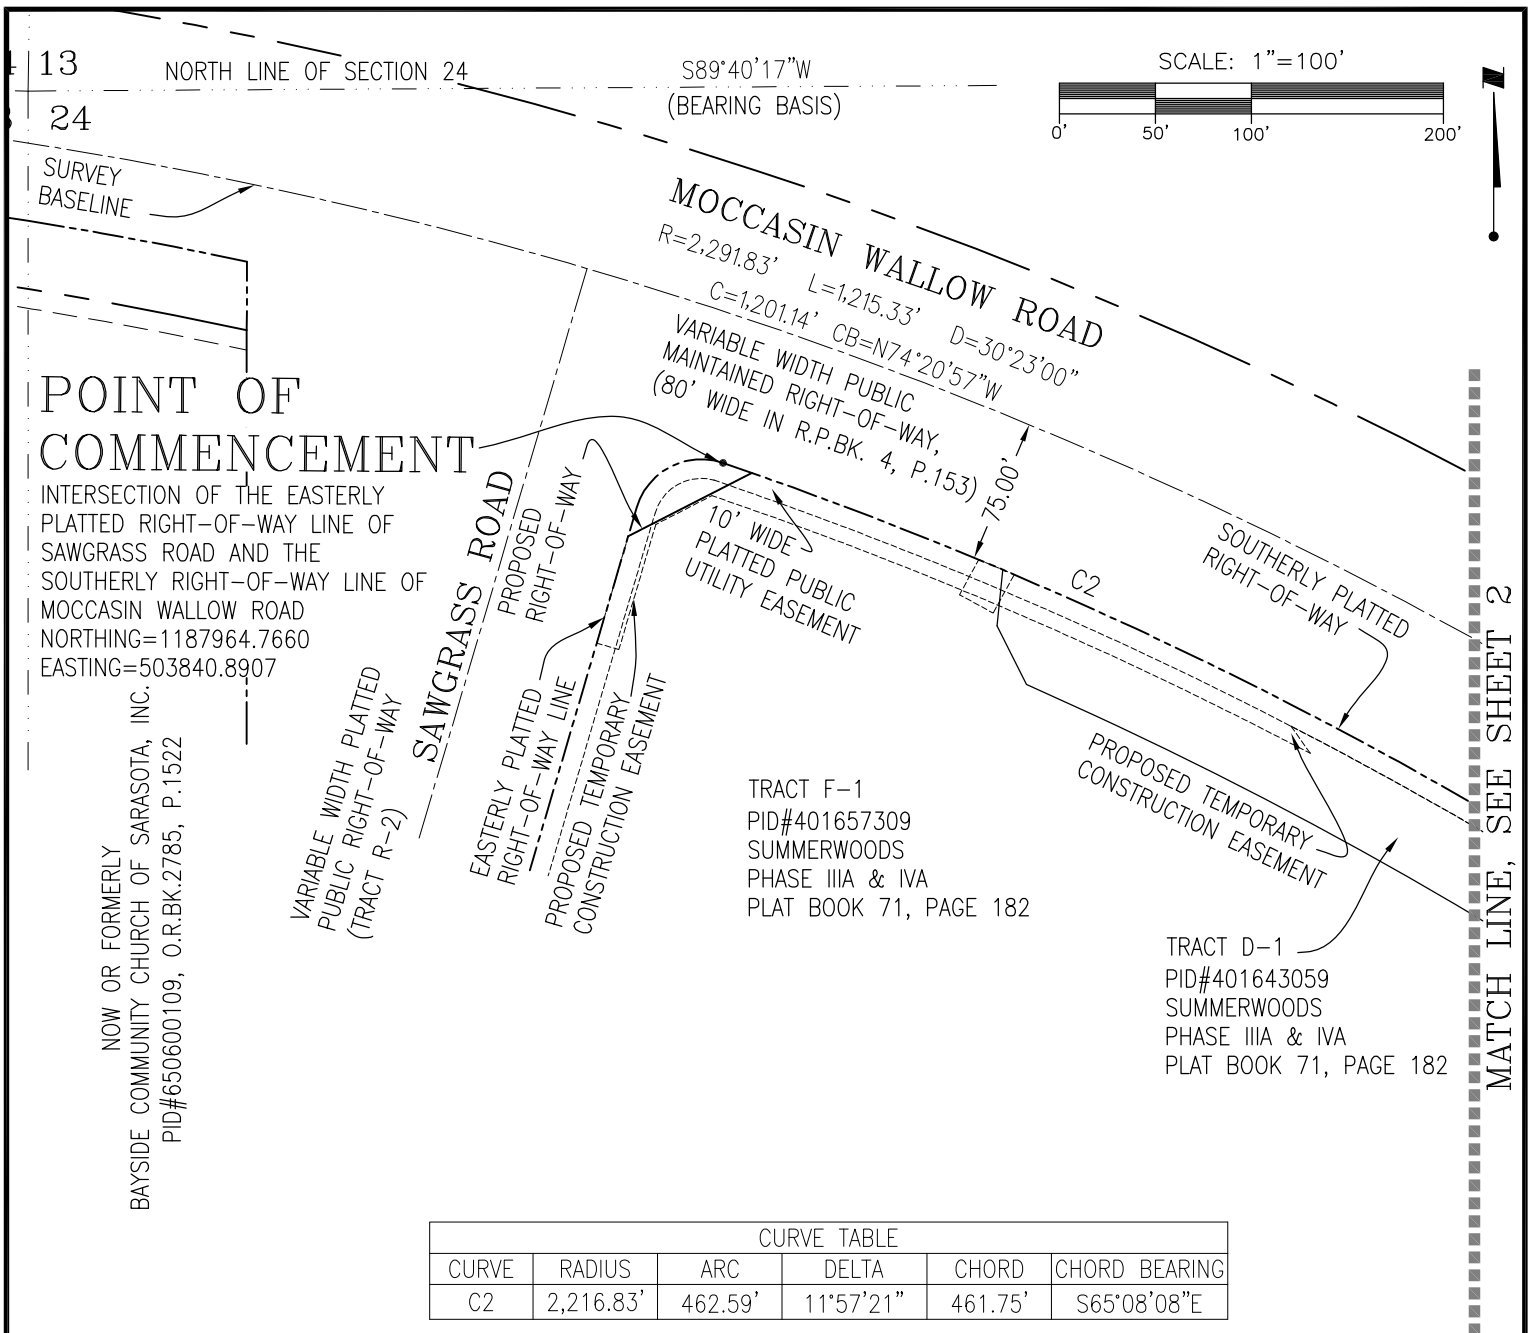 13
24
NORTH LINE OF SECTION 24
S89°40'17"W
(BEARING BASIS)
SCALE: 1"=100'
0' 50' 100' 200'
SURVEY
BASELINE
MOCCASIN WALLOW ROAD
R=2,291.83' L=1,215.33' D=30°23'00"
C=1,201.14' CB=N74°20'57"W
VARIABLE WIDTH PUBLIC
MAINTAINED RIGHT-OF-WAY,
(80' WIDE IN R.P.BK. 4, P.153)
75.00'
POINT OF
COMMENCEMENT
INTERSECTION OF THE EASTERLY
PLATTED RIGHT-OF-WAY LINE OF
SAWGRASS ROAD AND THE
SOUTHERLY RIGHT-OF-WAY LINE OF
MOCCASIN WALLOW ROAD
NORTHING=1187964.7660
EASTING=503840.8907
SAWGRASS ROAD
PROPOSED
RIGHT-OF-WAY
10' WIDE
PLATTED PUBLIC
UTILITY EASEMENT
C2
SOUTHERLY PLATTED
RIGHT-OF-WAY
VARIABLE WIDTH PLATTED
PUBLIC RIGHT-OF-WAY
(TRACT R-2)
EASTERLY PLATTED
RIGHT-OF-WAY LINE
PROPOSED TEMPORARY
CONSTRUCTION EASEMENT
PROPOSED TEMPORARY
CONSTRUCTION EASEMENT
TRACT F-1
PID#401657309
SUMMERWOODS
PHASE IIIA & IVA
PLAT BOOK 71, PAGE 182
TRACT D-1
PID#401643059
SUMMERWOODS
PHASE IIIA & IVA
PLAT BOOK 71, PAGE 182
NOW OR FORMERLY
BAYSIDE COMMUNITY CHURCH OF SARASOTA, INC.
PID#650600109, O.R.BK.2785, P.1522
MATCH LINE, SEE SHEET 2
CURVE TABLE
CURVE RADIUS ARC DELTA CHORD CHORD BEARING
C2 2,216.83' 462.59' 11°57'21" 461.75' S65°08'08"E